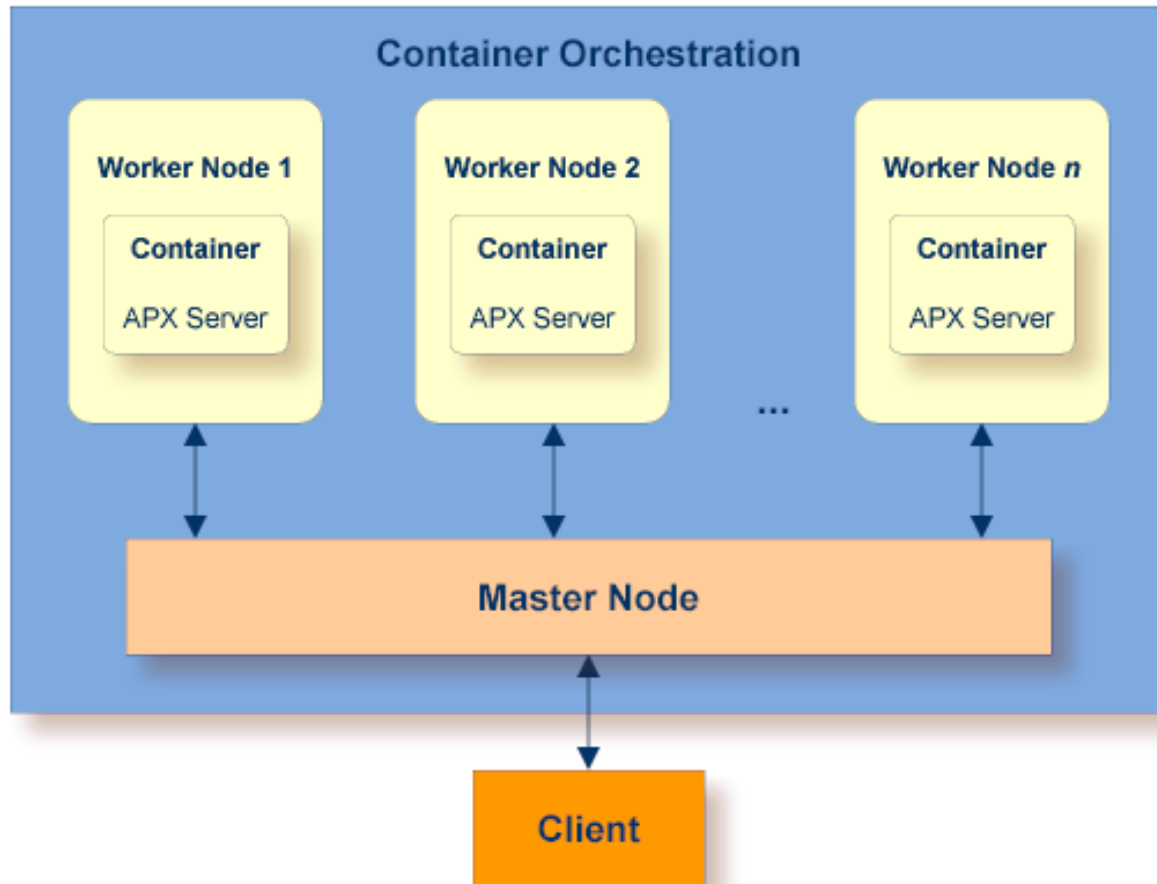 Container Orchestration
Worker Node 1
Container
APX Server
Worker Node 2
Container
APX Server
...
Worker Node n
Container
APX Server
Master Node
Client